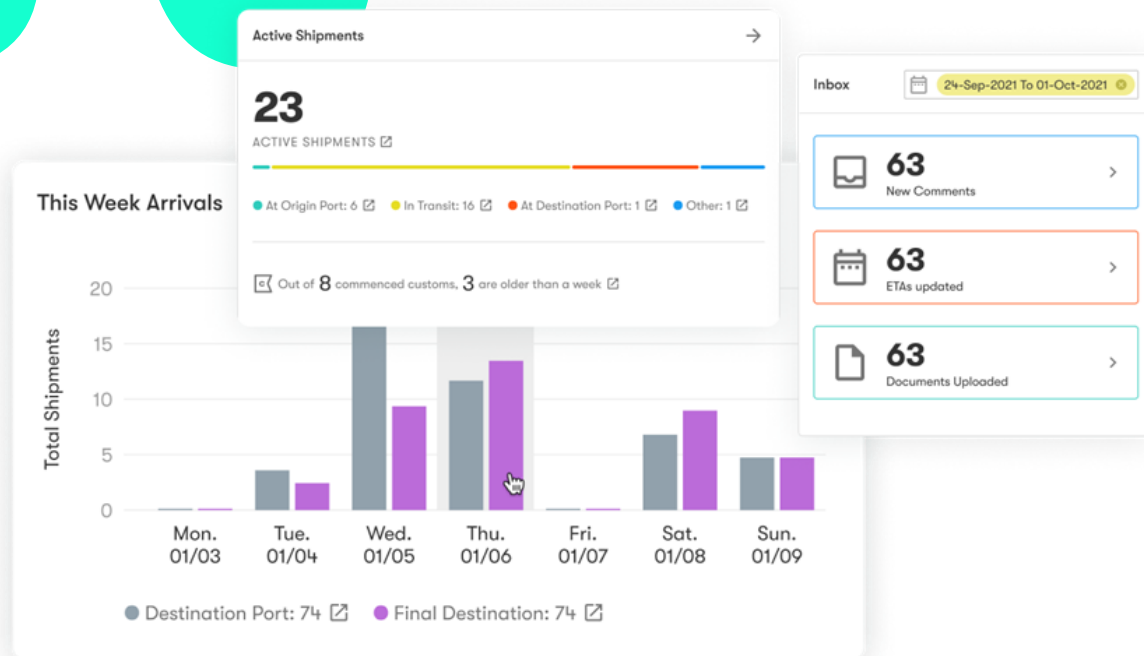 Active Shipments
23
ACTIVE SHIPMENTS
At Origin Port: 6 In Transit: 16 At Destination Port: 1 Other: 1
Out of 8 commenced customs, 3 are older than a week
Inbox 24-Sep-2021 To 01-Oct-2021
63
New Comments
63
ETAs updated
63
Documents Uploaded
This Week Arrivals
Total Shipments
20
15
10
5
0
Mon. Tue. Wed. Thu. Fri. Sat. Sun.
01/03 01/04 01/05 01/06 01/07 01/08 01/09
Destination Port: 74 Final Destination: 74